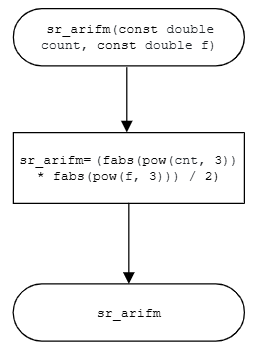 sr_arifm(const double
count, const double f)
sr_arifm= (fabs(pow(cnt, 3))
* fabs(pow(f, 3))) / 2)
sr_arifm